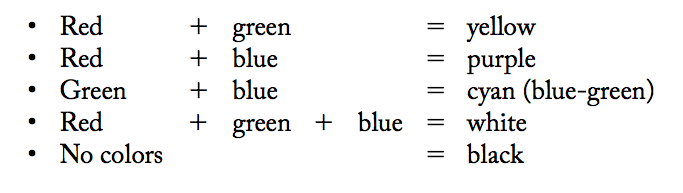 • Red + green = yellow
• Red + blue = purple
• Green + blue = cyan (blue-green)
• Red + green + blue = white
• No colors = black